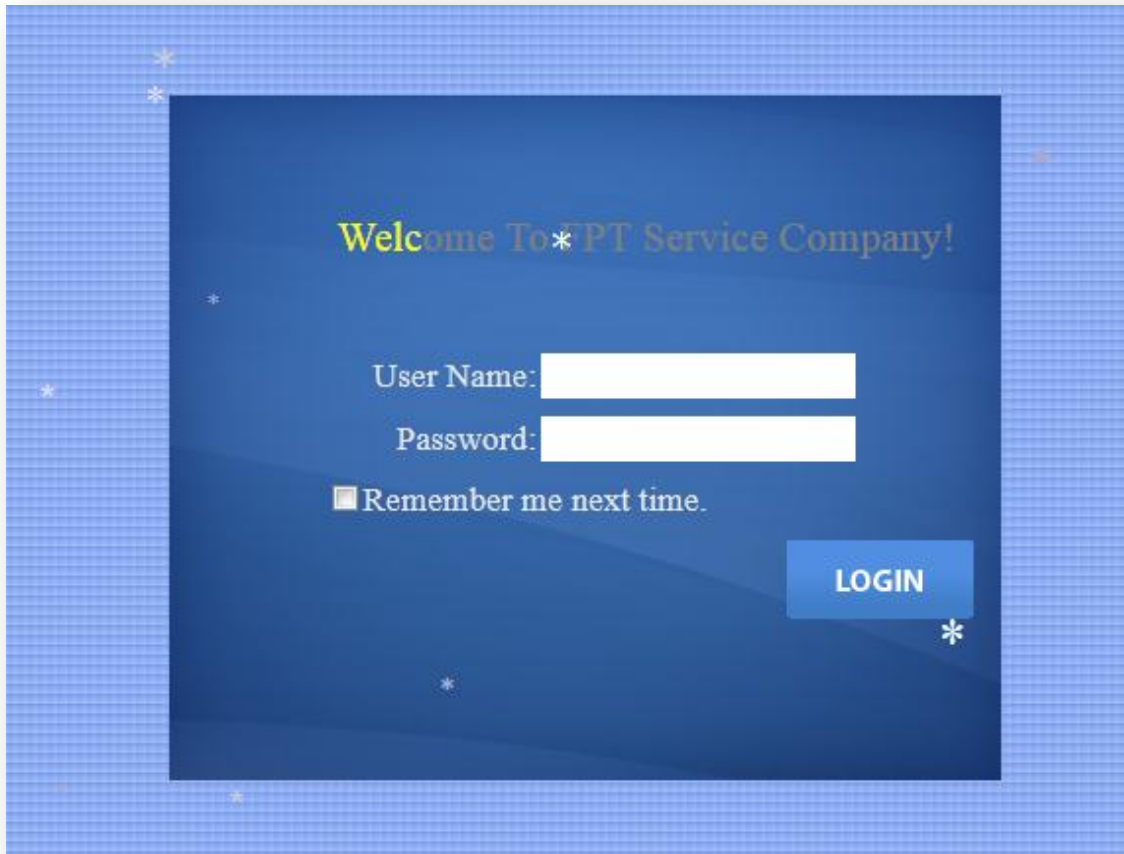 Welcome To FPT Service Company!
User Name:
Password:
Remember me next time.
LOGIN